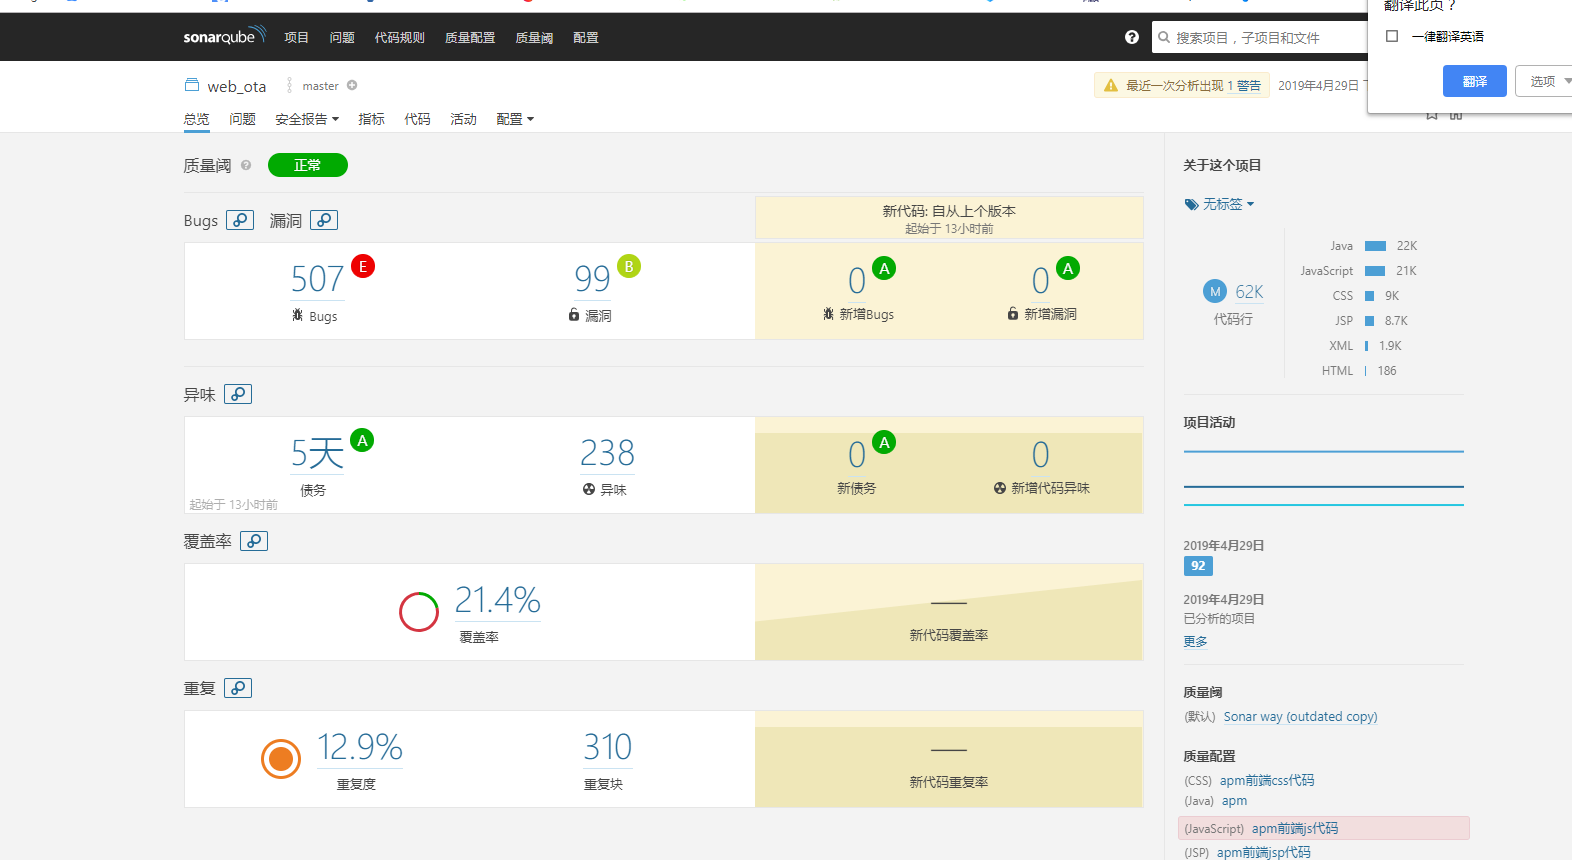 翻译此页？
一律翻译英语
翻译
选项
sonarqube
项目
问题
代码规则
质量配置
质量阈
配置
搜索项目，子项目和文件
web_ota
master
最近一次分析出现 1 警告
2019年4月29日
总览
问题
安全报告
指标
代码
活动
配置
质量阈
正常
Bugs
漏洞
新代码: 自从上个版本
起始于 13小时前
507 E
Bugs
99 B
漏洞
0 A
新增Bugs
0 A
新增漏洞
异味
5天 A
债务
起始于 13小时前
238
异味
0 A
新债务
0
新增代码异味
覆盖率
21.4%
覆盖率
新代码覆盖率
重复
12.9%
重复度
310
重复块
新代码重复率
关于这个项目
无标签
M 62K
代码行
Java 22K
JavaScript 21K
CSS 9K
JSP 8.7K
XML 1.9K
HTML 186
项目活动
2019年4月29日
92
2019年4月29日
已分析的项目
更多
质量阈
(默认) Sonar way (outdated copy)
质量配置
(CSS) apm前端css代码
(Java) apm
(JavaScript) apm前端js代码
(JSP) apm前端jsp代码